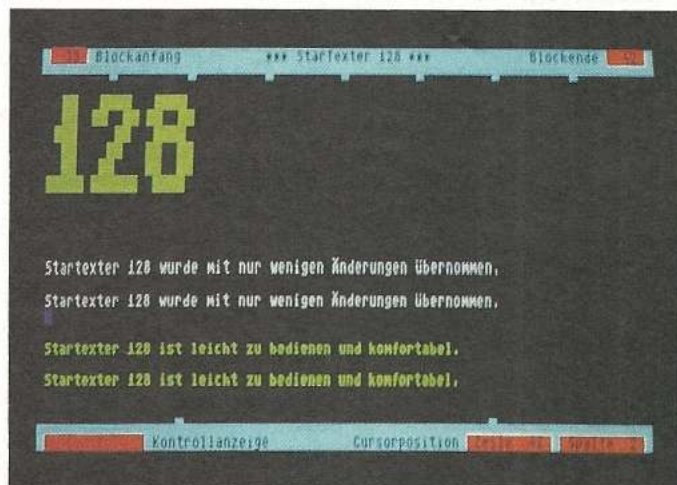 Blockanfang *** StarTexter 128 *** Blockende
128
Startexter 128 wurde mit nur wenigen Änderungen übernommen.
Startexter 128 wurde mit nur wenigen Änderungen übernommen.
Startexter 128 ist leicht zu bedienen und komfortabel.
Startexter 128 ist leicht zu bedienen und komfortabel.
Kontrollanzeige Cursorposition Zeile Spalte